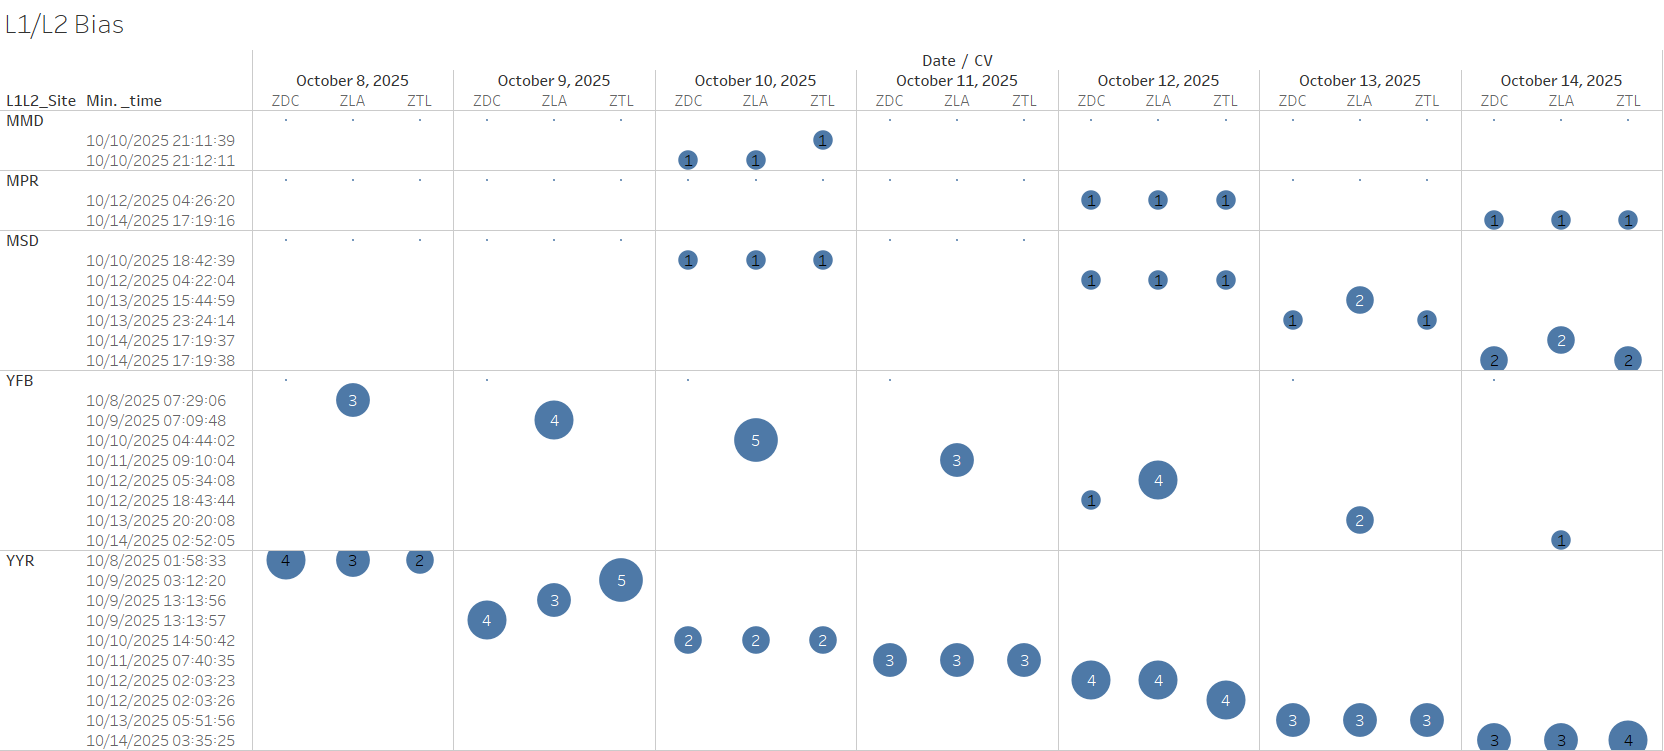 L1/L2 Bias
Date / CV
October 8, 2025 October 9, 2025 October 10, 2025 October 11, 2025 October 12, 2025 October 13, 2025 October 14, 2025
L1L2_Site Min. _time ZDC ZLA ZTL ZDC ZLA ZTL ZDC ZLA ZTL ZDC ZLA ZTL ZDC ZLA ZTL ZDC ZLA ZTL ZDC ZLA ZTL
MMD
10/10/2025 21:11:39 1
10/10/2025 21:12:11 1 1
MPR
10/12/2025 04:26:20 1 1 1
10/14/2025 17:19:16 1 1 1
MSD
10/10/2025 18:42:39 1 1 1
10/12/2025 04:22:04 1 1 1
10/13/2025 15:44:59 2
10/13/2025 23:24:14 1 1
10/14/2025 17:19:37 2
10/14/2025 17:19:38 2 2
YFB
10/8/2025 07:29:06 3
10/9/2025 07:09:48 4
10/10/2025 04:44:02 5
10/11/2025 09:10:04 3
10/12/2025 05:34:08 4
10/12/2025 18:43:44 1
10/13/2025 20:20:08 2
10/14/2025 02:52:05 1
YYR 10/8/2025 01:58:33 4 3 2
10/9/2025 03:12:20 5
10/9/2025 13:13:56 3
10/9/2025 13:13:57 4
10/10/2025 14:50:42 2 2 2
10/11/2025 07:40:35 3 3 3
10/12/2025 02:03:23 4 4
10/12/2025 02:03:26 4
10/13/2025 05:51:56 3 3 3
10/14/2025 03:35:25 3 3 4